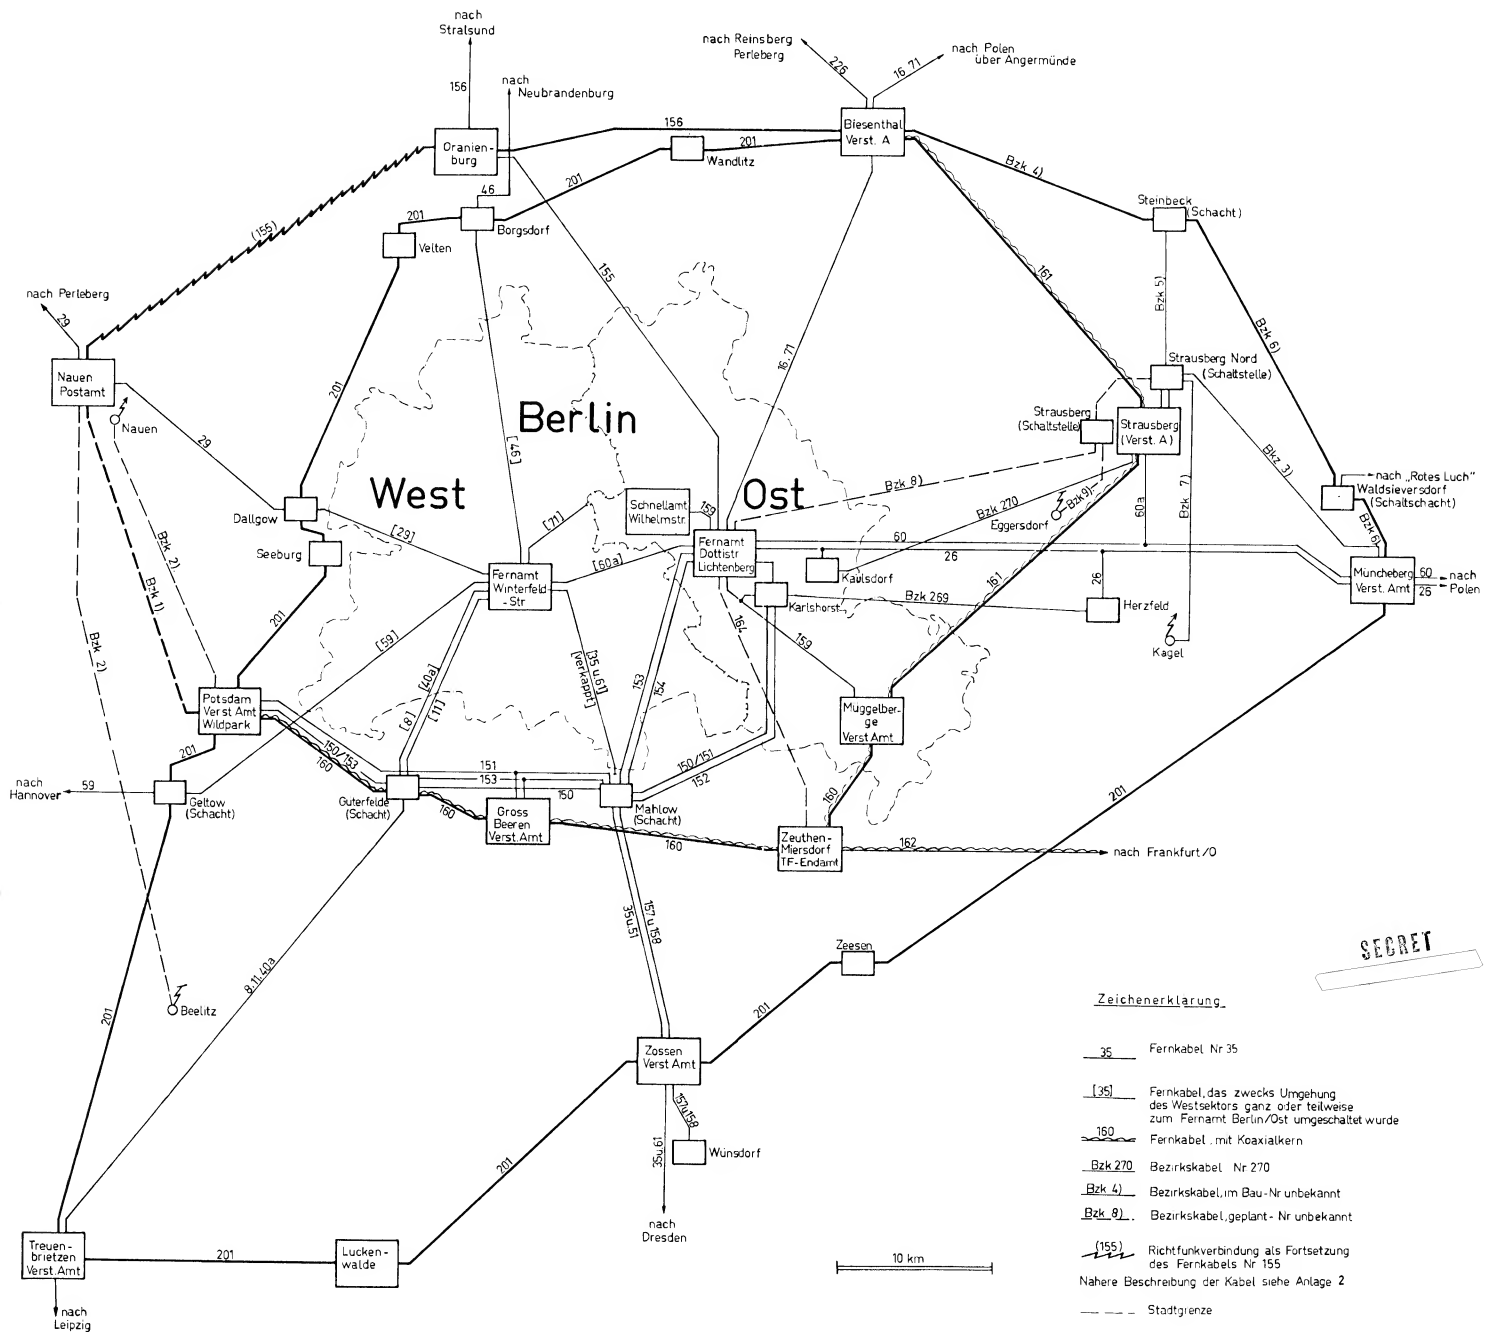 nach
Stralsund
nach Reinsberg
Perleberg
nach Polen
über Angermünde
226
16.71
156
nach
Neubrandenburg
Oranien-
burg
156
Biesenthal
Verst. A
Wandlitz
201
Bzk 4)
46
201
Steinbeck
(Schacht)
201
Borgsdorf
Velten
(155)
155
161
Bzk 5)
nach Perleberg
29
Bzk 6)
16.71
Nauen
Postamt
Strausberg Nord
(Schaltstelle)
201
Nauen
Berlin
Strausberg
(Schaltstelle)
Strausberg
(Verst. A)
29
[46]
Bkz 3)
West
Ost
Bzk 8)
Bzk 9)
nach „Rotes Luch"
Waldsieversdorf
(Schaltschacht)
Schnellamt
Wilhelmstr.
159
Bzk 270
60a
Bzk 7)
Dallgow
[71]
Eggersdorf
Bzk 6)
[29]
Seeburg
Bzk 2)
Fernamt
Dottistr
Lichtenberg
60
26
[60a]
Kaulsdorf
Fernamt
Winterfeld-
Str
161
26
Müncheberg
Verst. Amt
60
26
nach
Polen
Bzk 1)
Karlshorst
Bzk 269
Herzfeld
201
164
159
[59]
Bzk 2)
Kagel
[35 u.61]
[verkappt]
[40a]
153
154
[8]
[11]
Potsdam
Verst Amt
Wildpark
Müggelber-
ge
Verst Amt
201
150/153
160
151
153
150
150/151
152
nach
Hannover
59
Geltow
(Schacht)
Güterfelde
(Schacht)
160
Gross
Beeren
Verst. Amt
Mahlow
(Schacht)
160
201
160
Zeuthen-
Miersdorf
TF-Endamt
162
nach Frankfurt/O
35u.51
157 u 158
Zeesen
SECRET
8.11.40a
Beelitz
201
201
Zeichenerklärung
Zossen
Verst Amt
35
Fernkabel Nr 35
157u158
[35]
Fernkabel, das zwecks Umgehung
des Westsektors ganz oder teilweise
zum Fernamt Berlin/Ost umgeschaltet wurde
160
Fernkabel, mit Koaxialkern
35u.61
Wünsdorf
201
Bzk 270
Bezirkskabel Nr 270
Bzk 4)
Bezirkskabel, im Bau-Nr unbekannt
Bzk 8)
Bezirkskabel, geplant- Nr unbekannt
nach
Dresden
Treuen-
brietzen
Verst. Amt
201
Lucken-
walde
10 km
(155)
Richtfunkverbindung als Fortsetzung
des Fernkabels Nr 155
Nähere Beschreibung der Kabel siehe Anlage 2
Stadtgrenze
nach
Leipzig